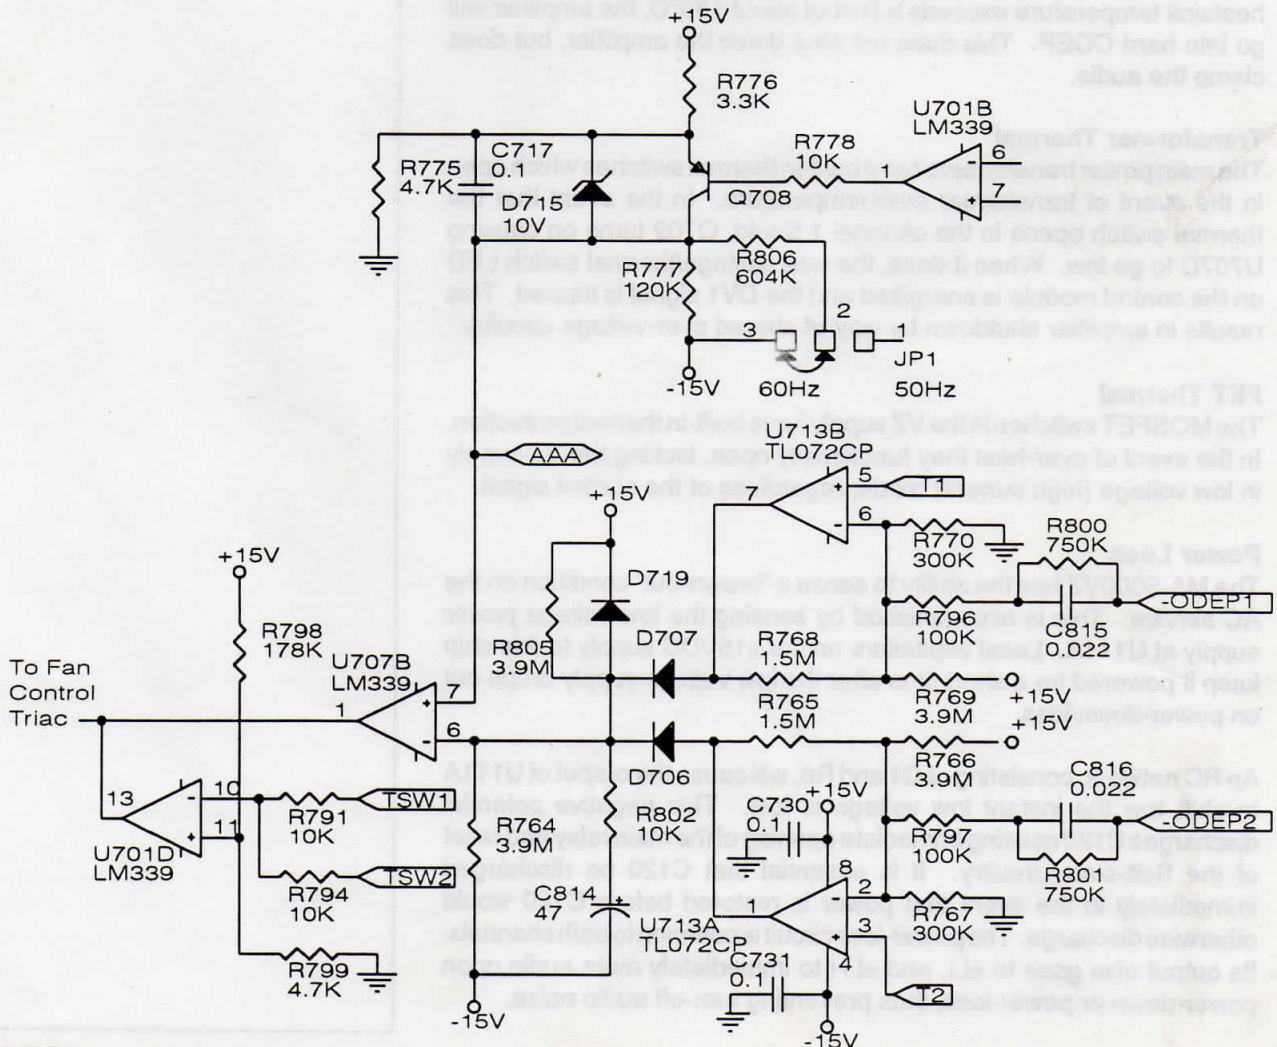 +15V
R776
3.3K
U701B
LM339
R778
10K
6
1
7
R775
4.7K
C717
0.1
D715
10V
Q708
R777
120K
R806
604K
2
3
1
JP1
-15V
60Hz
50Hz
U713B
TL072CP
AAA
7
5
T1
6
+15V
R770
300K
R800
750K
+15V
D719
R796
100K
-ODEP1
C815
0.022
R798
178K
R805
3.9M
D707
R768
1.5M
To Fan
Control
Triac
U707B
LM339
7
1
6
R769
3.9M
+15V
R765
1.5M
+15V
D706
R766
3.9M
C816
0.022
13
10
11
TSW1
R791
10K
R764
3.9M
R802
10K
C730
0.1
+15V
R797
100K
-ODEP2
U701D
LM339
TSW2
R794
10K
C814
47
8
1
2
3
4
R801
750K
R767
300K
U713A
TL072CP
R799
4.7K
C731
0.1
T2
-15V
-15V